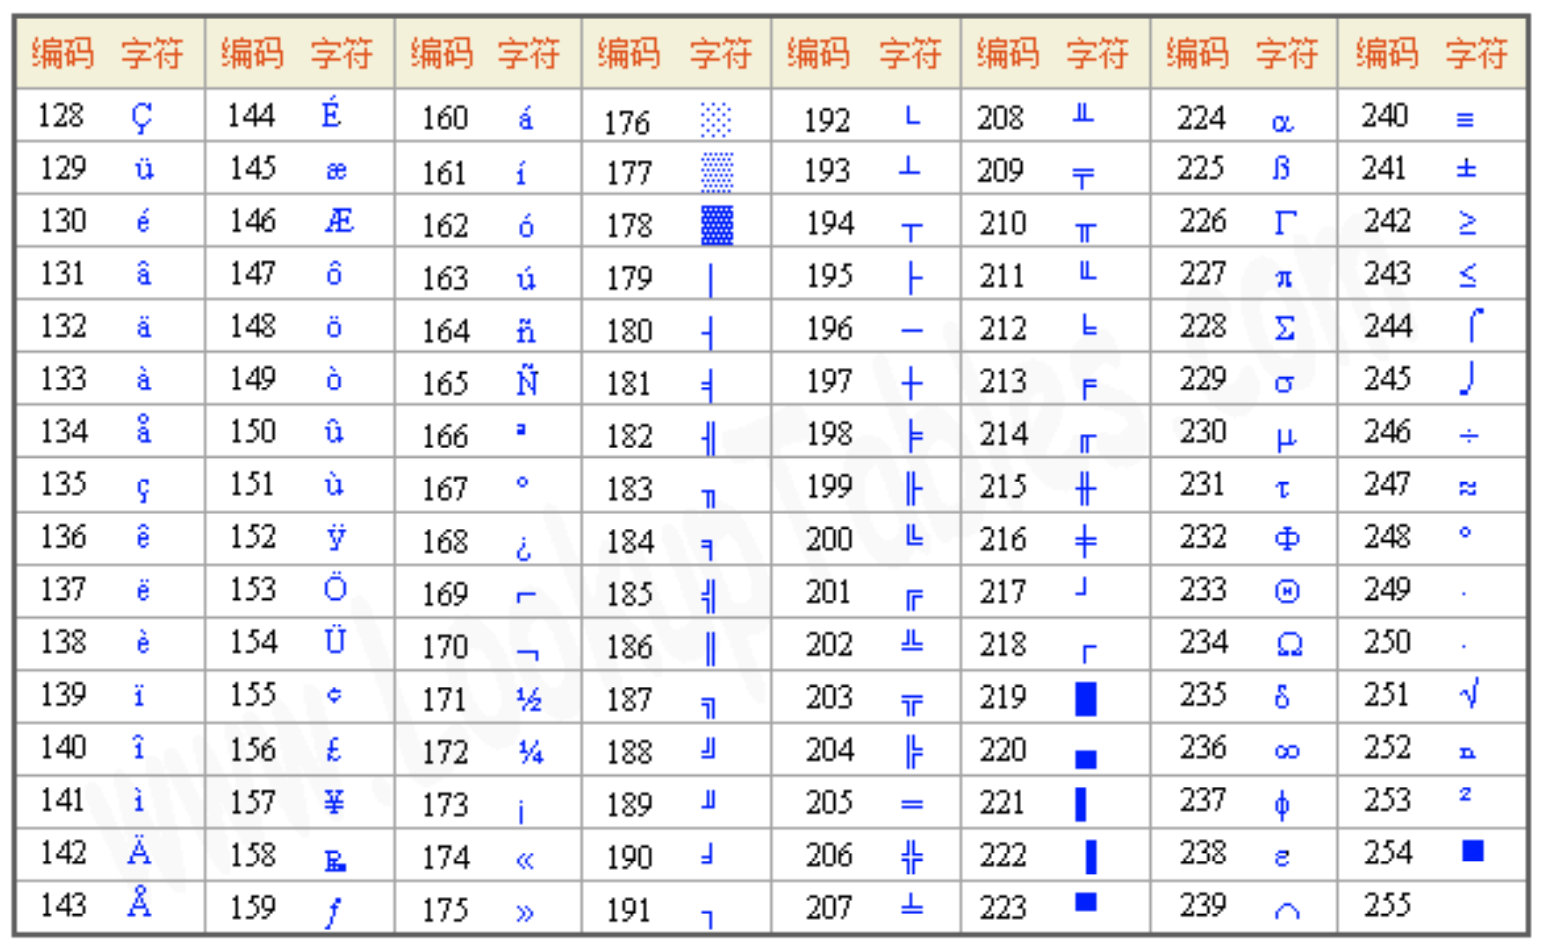 编码 字符 编码 字符 编码 字符 编码 字符 编码 字符 编码 字符 编码 字符 编码 字符
128 Ç 144 É 160 á 176 ░ 192 └ 208 ╨ 224 α 240 ≡
129 ü 145 æ 161 í 177 ▒ 193 ┴ 209 ╤ 225 ß 241 ±
130 é 146 Æ 162 ó 178 ▓ 194 ┬ 210 ╥ 226 Γ 242 ≥
131 â 147 ô 163 ú 179 │ 195 ├ 211 ╙ 227 π 243 ≤
132 ä 148 ö 164 ñ 180 ┤ 196 ─ 212 ╘ 228 Σ 244 ⌠
133 à 149 ò 165 Ñ 181 ╡ 197 ┼ 213 ╒ 229 σ 245 ⌡
134 å 150 û 166 ª 182 ╢ 198 ╞ 214 ╓ 230 µ 246 ÷
135 ç 151 ù 167 º 183 ╖ 199 ╟ 215 ╫ 231 τ 247 ≈
136 ê 152 ÿ 168 ¿ 184 ╕ 200 ╚ 216 ╪ 232 Φ 248 °
137 ë 153 Ö 169 ⌐ 185 ╣ 201 ╔ 217 ┘ 233 Θ 249 ∙
138 è 154 Ü 170 ¬ 186 ║ 202 ╩ 218 ┌ 234 Ω 250 ·
139 ï 155 ¢ 171 ½ 187 ╗ 203 ╦ 219 █ 235 δ 251 √
140 î 156 £ 172 ¼ 188 ╝ 204 ╠ 220 ▄ 236 ∞ 252 ⁿ
141 ì 157 ¥ 173 ¡ 189 ╜ 205 ═ 221 ▌ 237 φ 253 ²
142 Ä 158 ₧ 174 « 190 ╛ 206 ╬ 222 ▐ 238 ε 254 ■
143 Å 159 ƒ 175 » 191 ┐ 207 ╧ 223 ▀ 239 ∩ 255
www.LookupTables.com